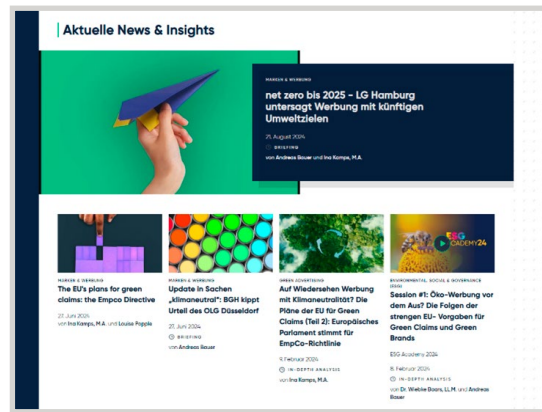 Aktuelle News & Insights
MARKEN & WERBUNG
net zero bis 2025 - LG Hamburg
untersagt Werbung mit künftigen
Umweltzielen
23. August 2024
BRIEFING
von Andreas Bauer und Ina Kamps, M.A.
MARKEN & WERBUNG
The EU's plans for green
claims: the Empco Directive
27. Juni 2024
von Ina Kamps, M.A. und Louisa Popple
MARKEN & WERBUNG
Update in Sachen
„klimaneutral“: BGH kippt
Urteil des OLG Düsseldorf
27. Juni 2024
BRIEFING
von Andreas Bauer
GREEN ADVERTISING
Auf Wiedersehen Werbung
mit Klimaneutralität? Die
Pläne der EU für Green
Claims (Teil 2): Europäisches
Parlament stimmt für
EmpCo-Richtlinie
9. Februar 2024
IN-DEPTH ANALYSIS
von Ina Kamps, M.A.
ESG
CADEMY24
ENVIRONMENTAL, SOCIAL & GOVERNANCE
(ESG)
Session #1: Öko-Werbung vor
dem Aus? Die Folgen der
strengen EU- Vorgaben für
Green Claims und Green
Brands
ESG Academy 2024
8. Februar 2024
IN-DEPTH ANALYSIS
von Dr. Wiebke Baars, LL.M. und Andreas
Bauer